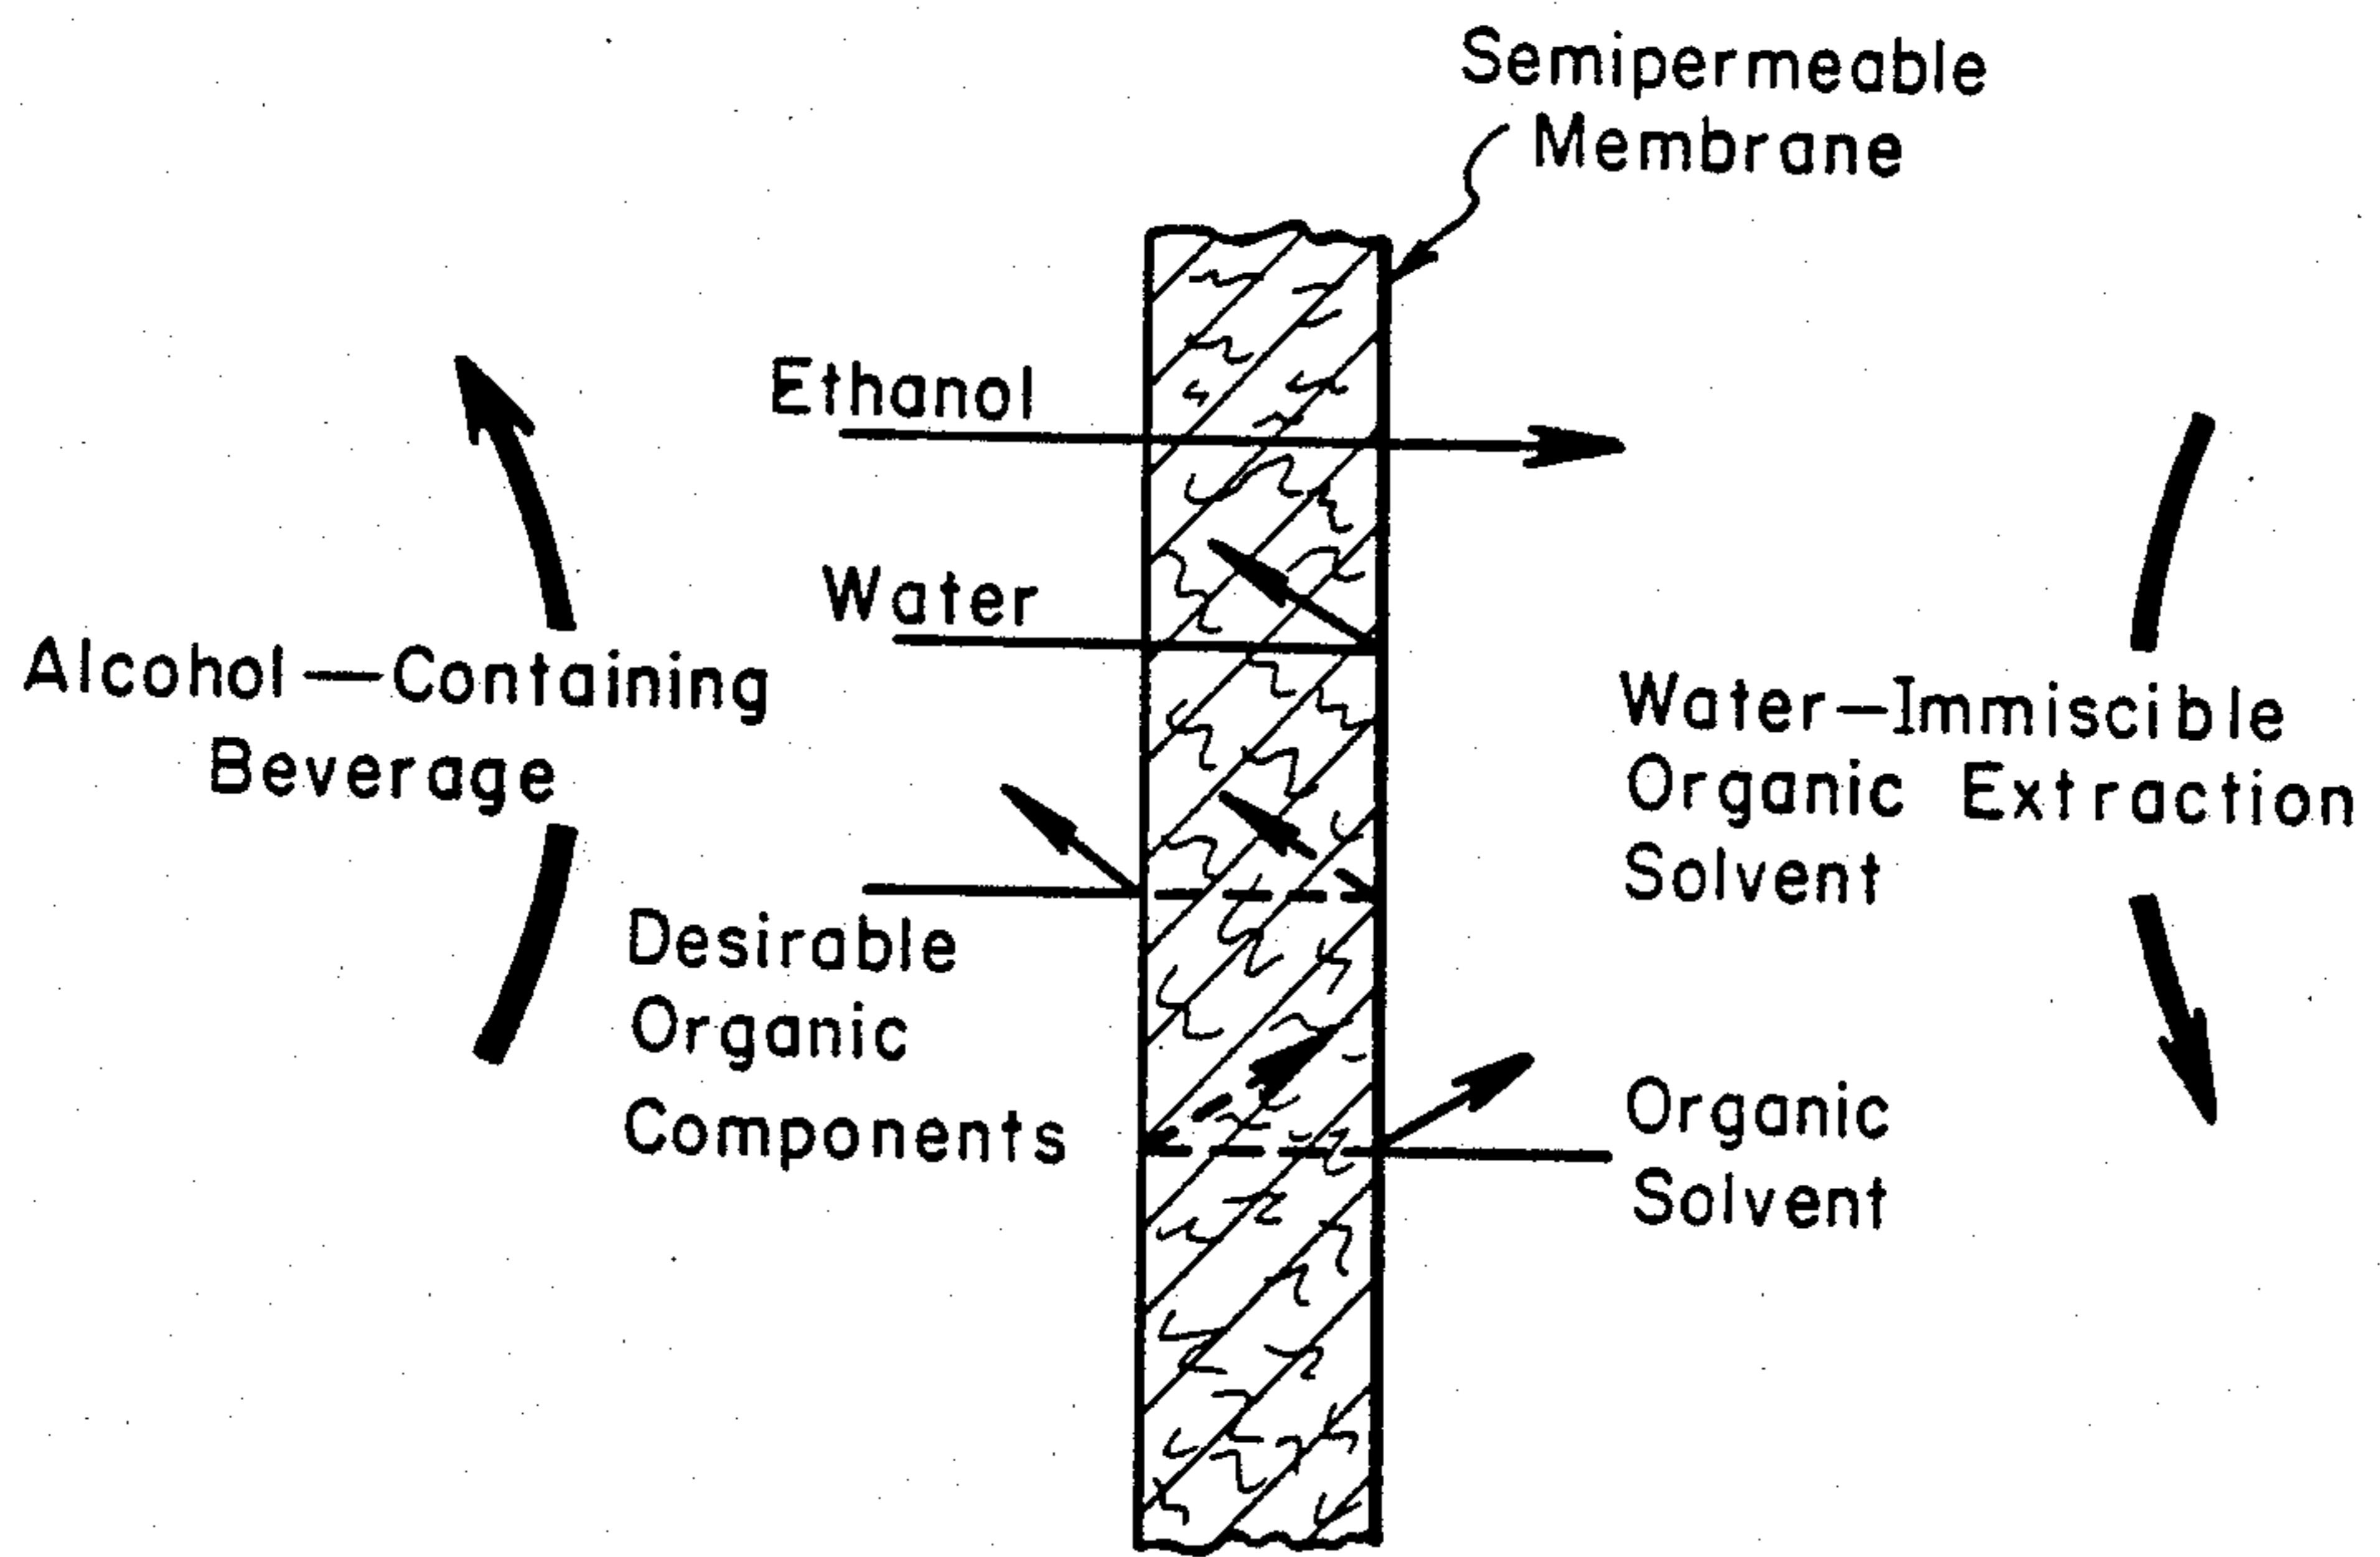 Semipermeable
Membrane
Ethanol
Water
Alcohol—Containing
Beverage
Water—Immiscible
Organic Extraction
Solvent
Desirable
Organic
Components
Organic
Solvent